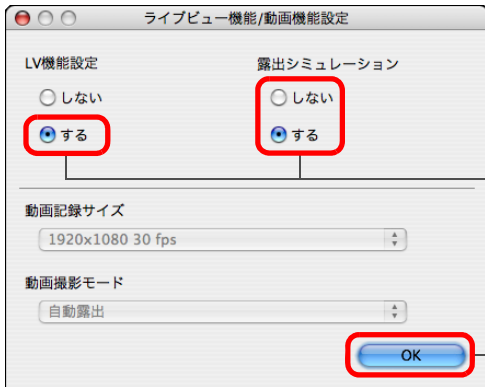 ライブビュー機能/動画機能設定
LV機能設定
しない
する
露出シミュレーション
しない
する
動画記録サイズ
1920x1080 30 fps
動画撮影モード
自動露出
OK